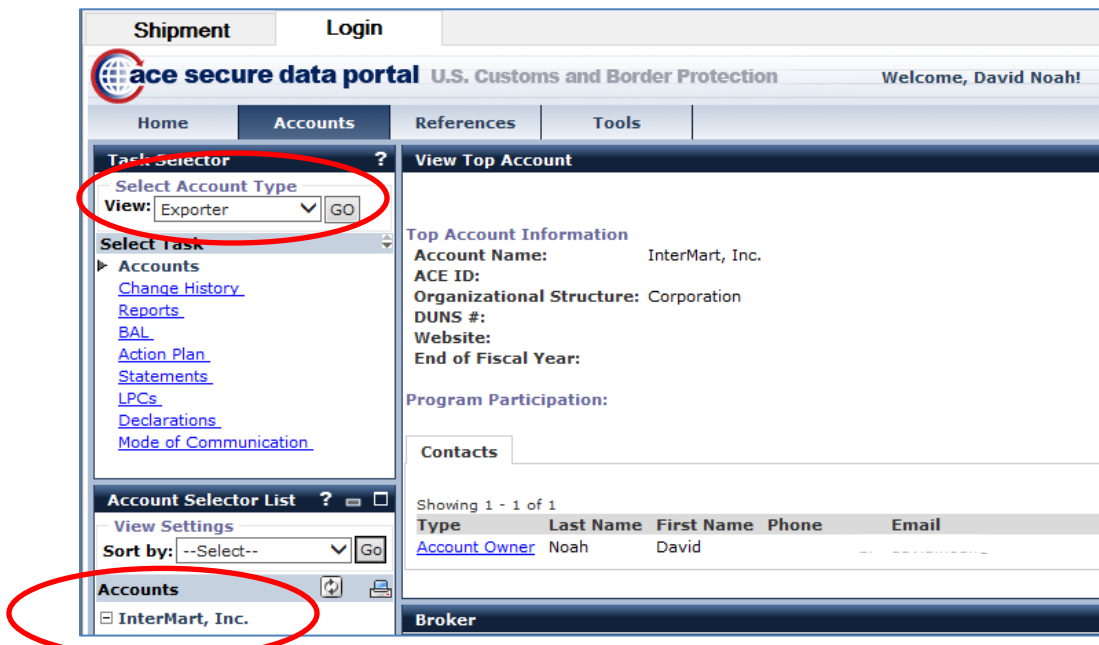 Shipment Login
ace secure data portal U.S. Customs and Border Protection Welcome, David Noah!
Home Accounts References Tools
Task Selector ?
Select Account Type
View: Exporter GO
Select Task
Accounts
Change History
Reports
BAL
Action Plan
Statements
LPCs
Declarations
Mode of Communication
Account Selector List ?
View Settings
Sort by: --Select-- Go
Accounts
InterMart, Inc.
View Top Account
Top Account Information
Account Name: InterMart, Inc.
ACE ID:
Organizational Structure: Corporation
DUNS #:
Website:
End of Fiscal Year:
Program Participation:
Contacts
Showing 1 - 1 of 1
Type Last Name First Name Phone Email
Account Owner Noah David
Broker